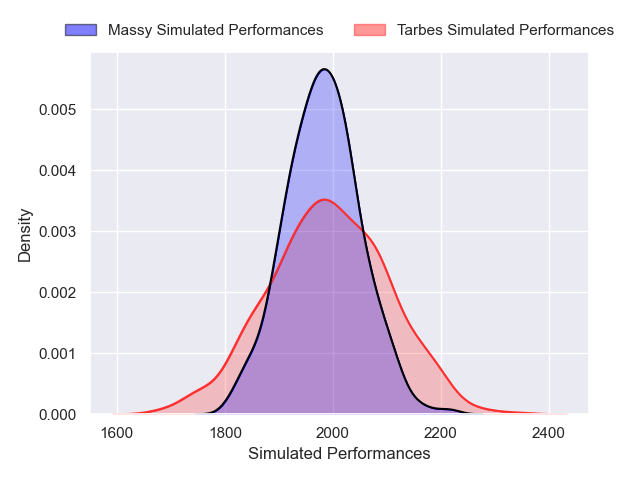 Massy Simulated Performances Tarbes Simulated Performances
0.005
0.004
0.003
0.002
0.001
0.000
Density
1600 1800 2000 2200 2400
Simulated Performances